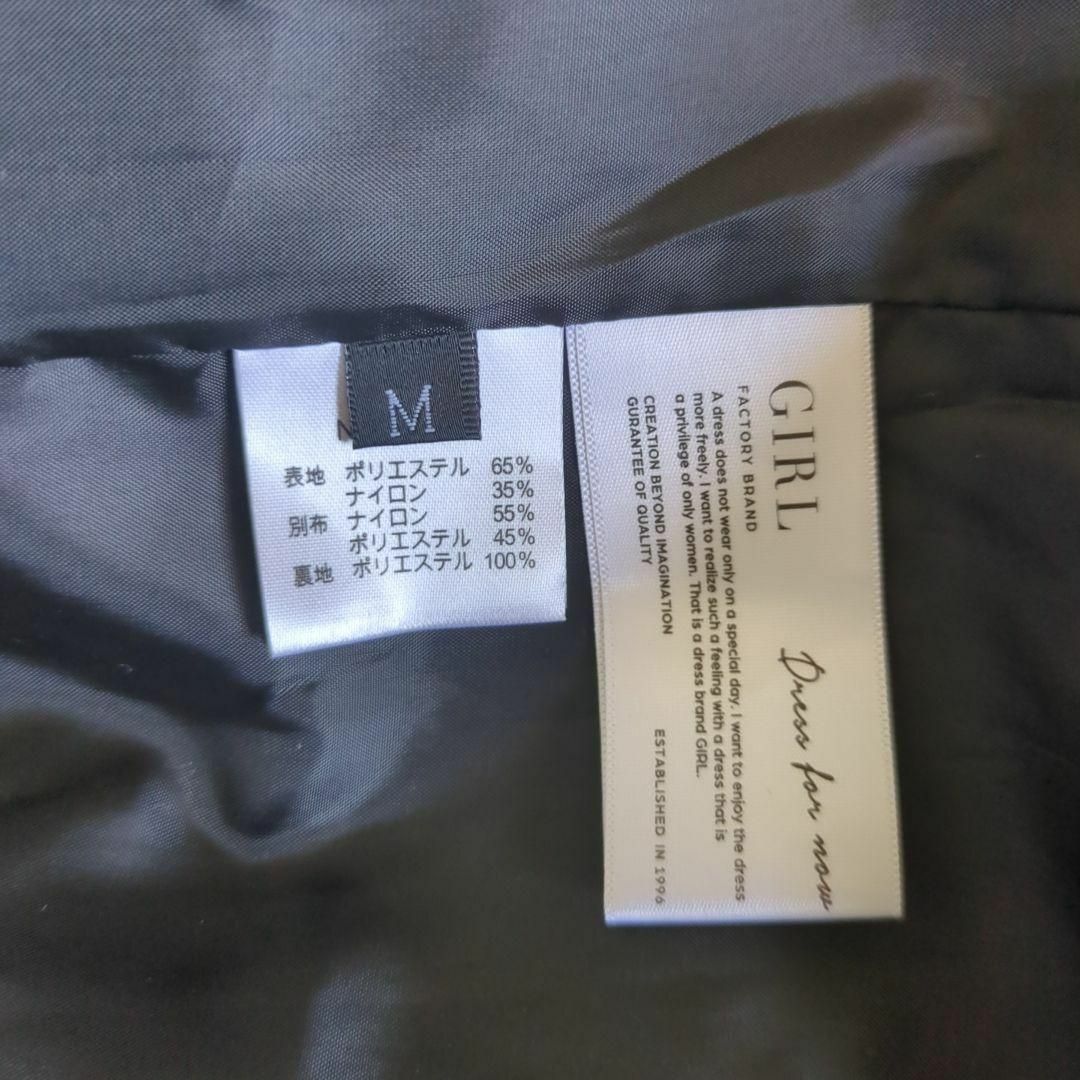 M
表地 ポリエステル 65%
ナイロン 35%
別布 ナイロン 55%
ポリエステル 45%
裏地 ポリエステル 100%
GIRL
FACTORY BRAND
Dress for now
A dress does not wear only on a special day. I want to enjoy the dress
more freely. I want to realize such a feeling with a dress that is
a privilege of only women. That is a dress brand GIRL.
CREATION BEYOND IMAGINATION
GURANTEE OF QUALITY
ESTABLISHED IN 1996